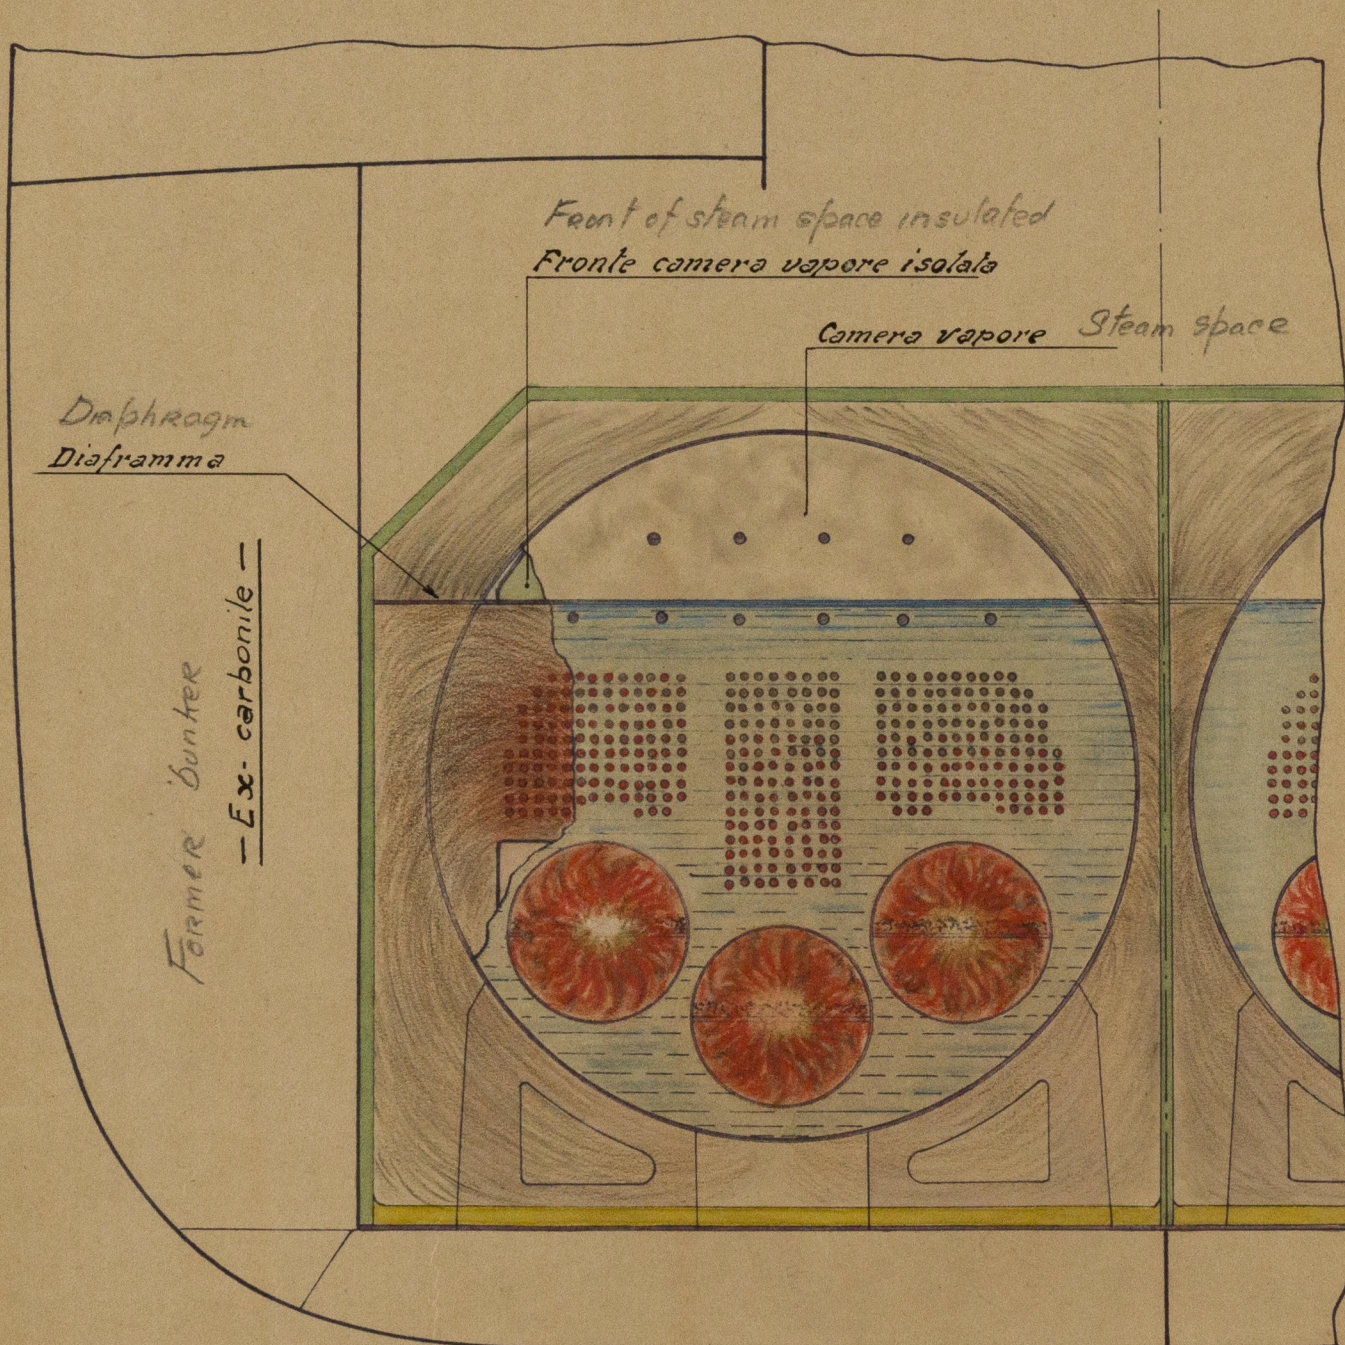 Front of steam space insulated
Fronte camera vapore isolata
Camera vapore Steam space
Diaphragm
Diaframma
Former bunker
- Ex-carbonile -